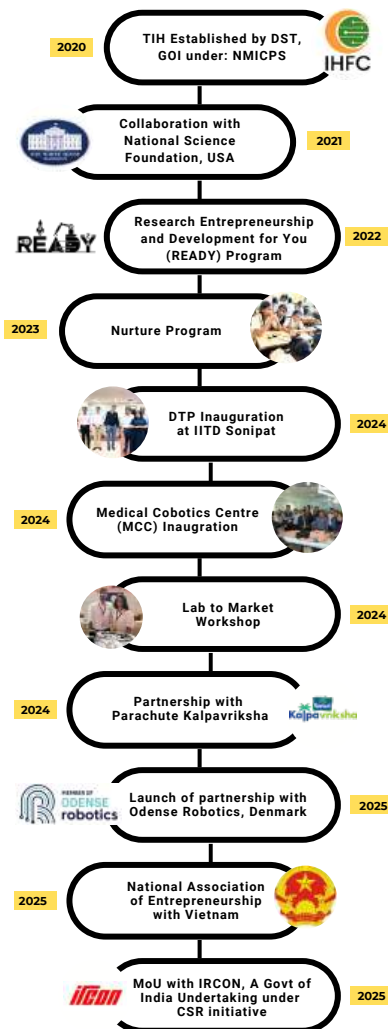 2020
TIH Established by DST,
GOI under: NMICPS
IHFC
Collaboration with
National Science
Foundation, USA
2021
READY
Research Entrepreneurship
and Development for You
(READY) Program
2022
2023
Nurture Program
DTP Inauguration
at IITD Sonipat
2024
2024
Medical Cobotics Centre
(MCC) Inaugration
Lab to Market
Workshop
2024
2024
Partnership with
Parachute Kalpavriksha
Kalpavriksha
MEMBER OF
ODENSE
robotics
Launch of partnership with
Odense Robotics, Denmark
2025
2025
National Association
of Entrepreneurship
with Vietnam
ircon
MoU with IRCON, A Govt of
India Undertaking under
CSR initiative
2025